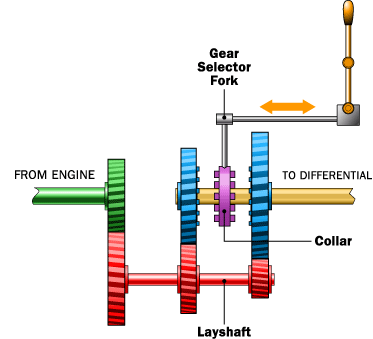 Gear
Selector
Fork
FROM ENGINE
TO DIFFERENTIAL
Collar
Layshaft